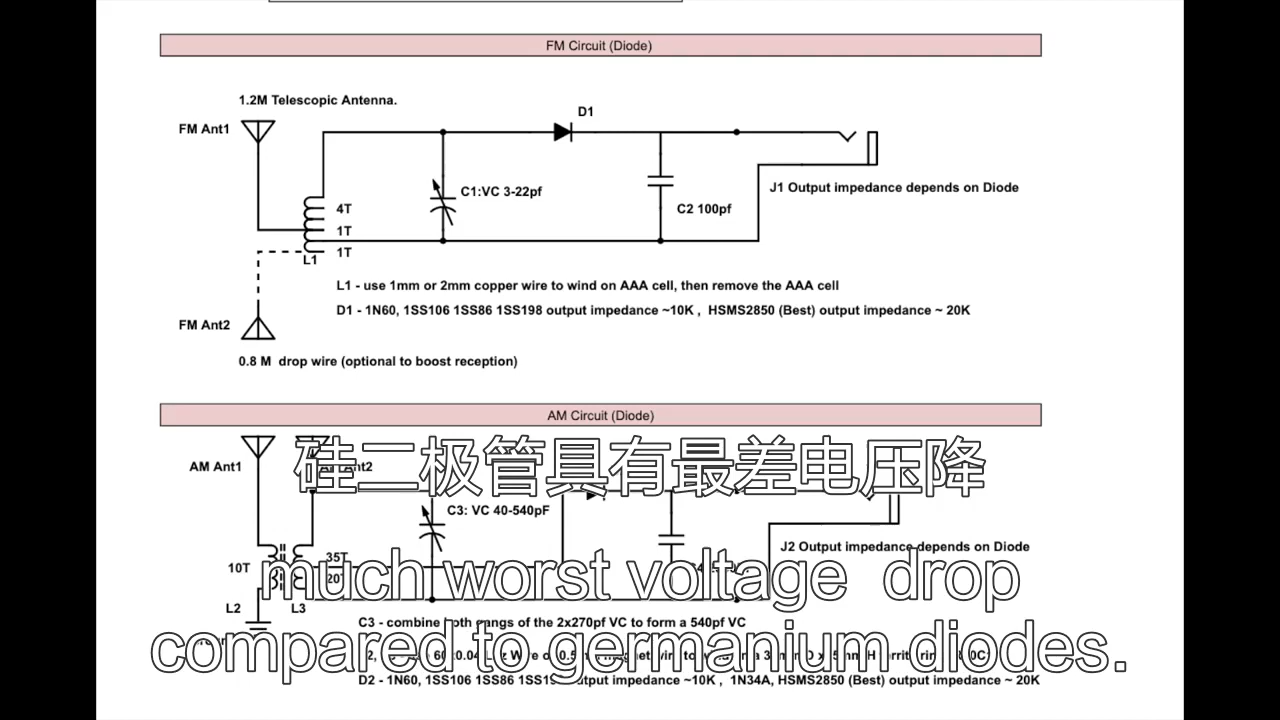 FM Circuit (Diode)
1.2M Telescopic Antenna.
D1
FM Ant1
C1:VC 3-22pf
J1 Output impedance depends on Diode
4T
C2 100pf
1T
1T
L1
L1 - use 1mm or 2mm copper wire to wind on AAA cell, then remove the AAA cell
D1 - 1N60, 1SS106 1SS86 1SS198 output impedance ~10K , HSMS2850 (Best) output impedance ~ 20K
FM Ant2
0.8 M drop wire (optional to boost reception)
AM Circuit (Diode)
硅二极管具有最差电压降
AM Ant1
Ant2
C3: VC 40-540pF
J2 Output impedance depends on Diode
35T
10T
20T
much worst voltage drop
L2
L3
C3 - combine both gangs of the 2x270pf VC to form a 540pf VC
compared to germanium diodes.
D2 - 1N60, 1SS106 1SS86 output impedance ~10K , 1N34A, HSMS2850 (Best) output impedance ~ 20K